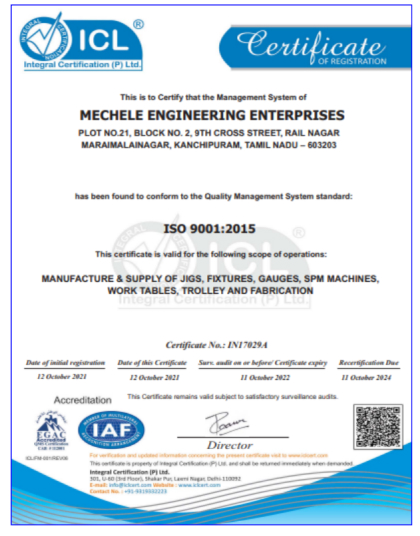 ICL®
Integral Certification (P) Ltd.
Certificate
OF REGISTRATION
This is to Certify that the Management System of
MECHELE ENGINEERING ENTERPRISES
PLOT NO.21, BLOCK NO. 2, 9TH CROSS STREET, RAIL NAGAR
MARAIMALAINAGAR, KANCHIPURAM, TAMIL NADU – 603203
has been found to conform to the Quality Management System standard:
ISO 9001:2015
This certificate is valid for the following scope of operations:
MANUFACTURE & SUPPLY OF JIGS, FIXTURES, GAUGES, SPM MACHINES,
WORK TABLES, TROLLEY AND FABRICATION
ICL®
Integral Certification (P) Ltd.
Certificate No.: IN17029A
Date of initial registration Date of this Certificate Surv. audit on or before/ Certificate expiry Recertification Due
12 October 2021 12 October 2021 11 October 2022 11 October 2024
Accreditation
This Certificate remains valid subject to satisfactory surveillance audits.
EGAC
Accredited
IAF
Director
For verification and updated information concerning the present certificate visit to www.iclcert.com
This certificate is property of Integral Certification (P) Ltd. and shall be returned immediately when demanded.
Integral Certification (P) Ltd.
501, U-60 (3rd Floor), Shakar Pur, Laxmi Nagar, Delhi-110092
E-mail: info@iclcert.com Website : www.iclcert.com
Contact No. : +91-9319502223